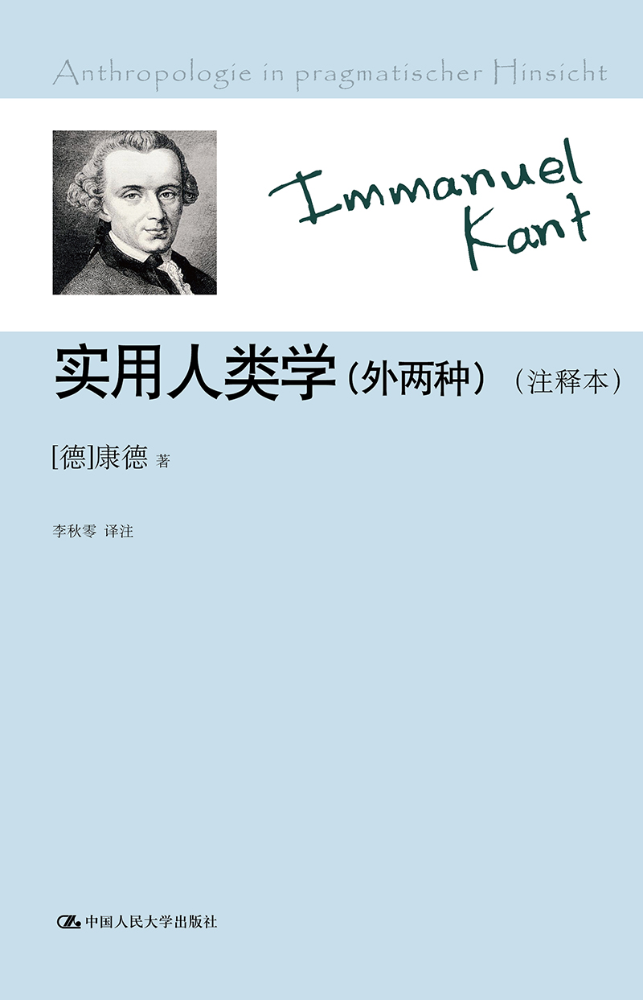 Anthropologie in pragmatischer Hinsicht
Immanuel
Kant
实用人类学（外两种）（注释本）
[德]康德 著
李秋零 译注
中国人民大学出版社